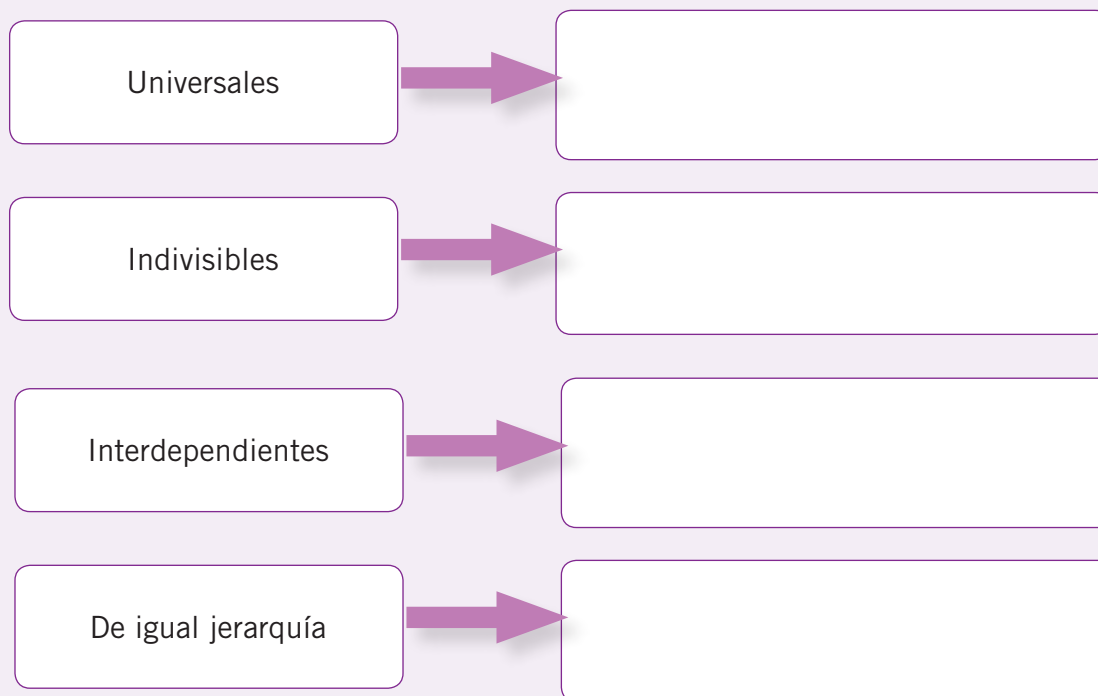 Universales
Indivisibles
Interdependientes
De igual jerarquía